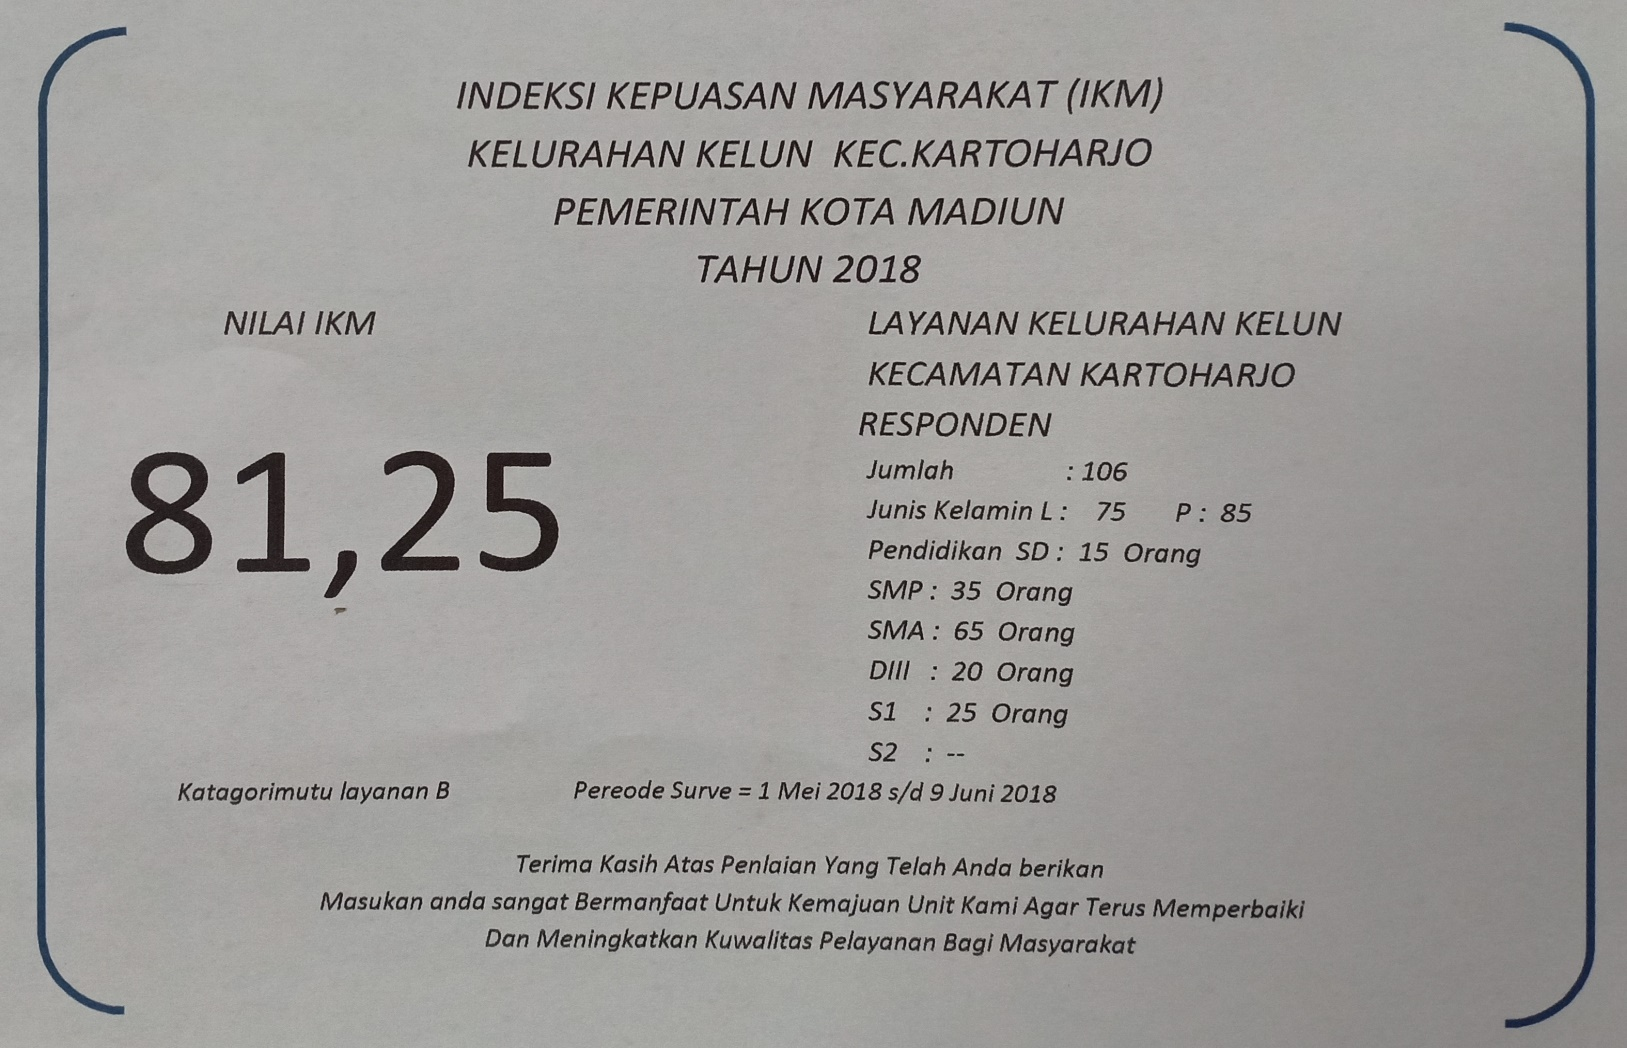 INDEKSI KEPUASAN MASYARAKAT (IKM)
KELURAHAN KELUN KEC.KARTOHARJO
PEMERINTAH KOTA MADIUN
TAHUN 2018
NILAI IKM
81,25
LAYANAN KELURAHAN KELUN
KECAMATAN KARTOHARJO
RESPONDEN
Jumlah : 106
Junis Kelamin L : 75 P : 85
Pendidikan SD : 15 Orang
SMP : 35 Orang
SMA : 65 Orang
DIII : 20 Orang
S1 : 25 Orang
S2 : --
Katagorimutu layanan B Pereode Surve = 1 Mei 2018 s/d 9 Juni 2018
Terima Kasih Atas Penlaian Yang Telah Anda berikan
Masukan anda sangat Bermanfaat Untuk Kemajuan Unit Kami Agar Terus Memperbaiki
Dan Meningkatkan Kuwalitas Pelayanan Bagi Masyarakat